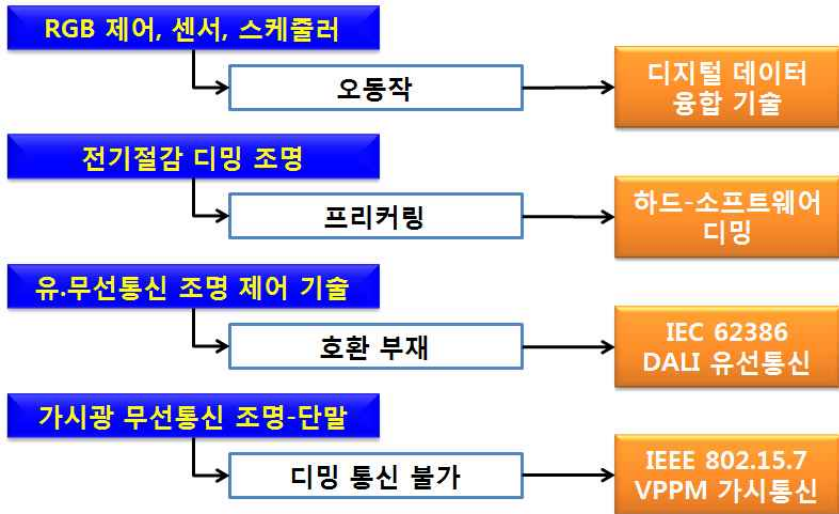 RGB 제어, 센서, 스케줄러
오동작
디지털 데이터
융합 기술
전기절감 디밍 조명
프리커링
하드-소프트웨어
디밍
유.무선통신 조명 제어 기술
호환 부재
IEC 62386
DALI 유선통신
가시광 무선통신 조명-단말
디밍 통신 불가
IEEE 802.15.7
VPPM 가시통신